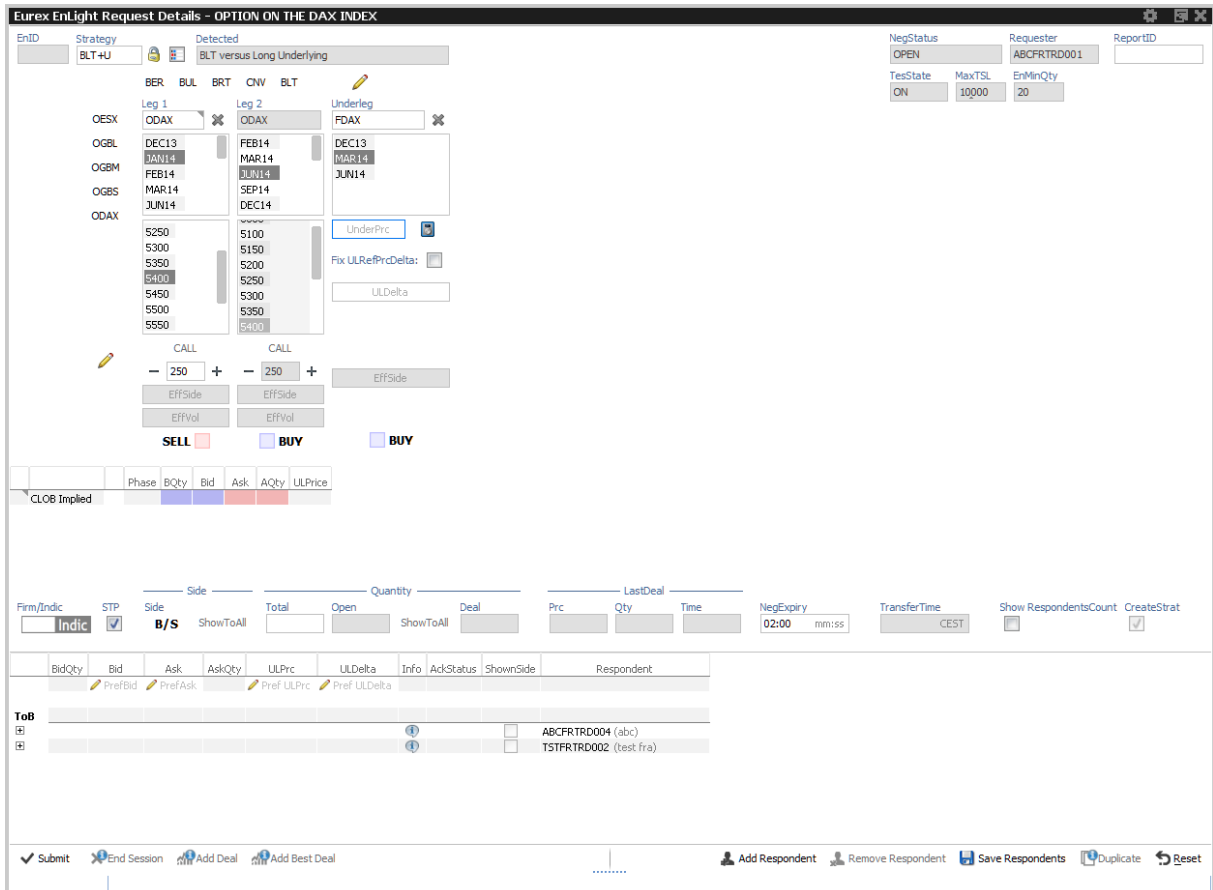 Eurex EnLight Request Details - OPTION ON THE DAX INDEX
EnID Strategy Detected NegStatus Requester ReportID
BLT+U BLT versus Long Underlying OPEN ABCFRTRD001
TesState MaxTSL EnMinQty
BER BUL BRT CNV BLT ON 10000 20
Leg 1 Leg 2 Underleg
OESX ODAX ODAX FDAX
OGBL DEC13 FEB14 DEC13
JAN14 MAR14 MAR14
OGBM FEB14 JUN14 JUN14
OGBS MAR14 SEP14
JUN14 DEC14
ODAX
5250 5100 UnderPrc
5300 5150
5350 5200 Fix ULRefPrcDelta:
5400 5250
5450 5300 ULDelta
5500 5350
5550 5400
CALL CALL
− 250 + − 250 + EffSide
EffSide EffSide
EffVol EffVol
SELL BUY BUY
Phase BQty Bid Ask AQty ULPrice
CLOB Implied
Side Quantity LastDeal
Firm/Indic STP Side Total Open Deal Prc Qty Time NegExpiry TransferTime Show RespondentsCount CreateStrat
Indic B/S ShowToAll ShowToAll 02:00 mm:ss CEST
BidQty Bid Ask AskQty ULPrc ULDelta Info AckStatus ShownSide Respondent
PrefBid PrefAsk Pref ULPrc Pref ULDelta
ToB
ABCFRTRD004 (abc)
TSTFRTRD002 (test fra)
Submit End Session Add Deal Add Best Deal Add Respondent Remove Respondent Save Respondents Duplicate Reset